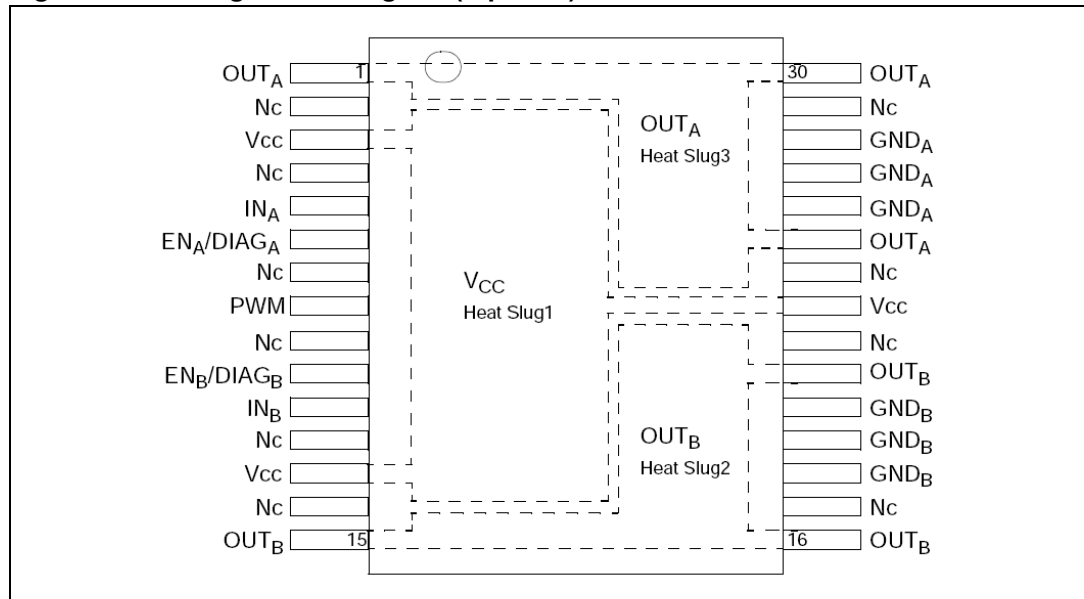 OUTA 1
Nc
Vcc
Nc
INA
ENA/DIAGA
Nc
PWM
Nc
ENB/DIAGB
INB
Nc
Vcc
Nc
OUTB 15
VCC
Heat Slug1
OUTA
Heat Slug3
OUTB
Heat Slug2
30 OUTA
Nc
GNDA
GNDA
GNDA
OUTA
Nc
Vcc
Nc
OUTB
GNDB
GNDB
GNDB
Nc
16 OUTB